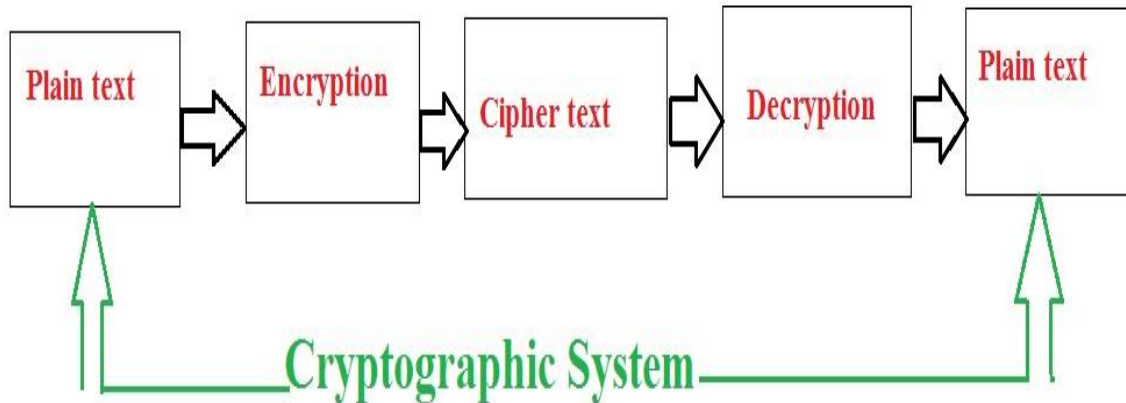 Plain text
Encryption
Cipher text
Decryption
Plain text
Cryptographic System